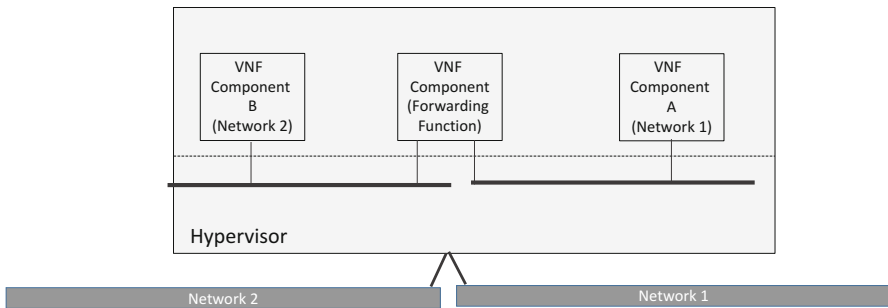 VNF
Component
B
(Network 2)
VNF
Component
(Forwarding
Function)
VNF
Component
A
(Network 1)
Hypervisor
Network 2
Network 1